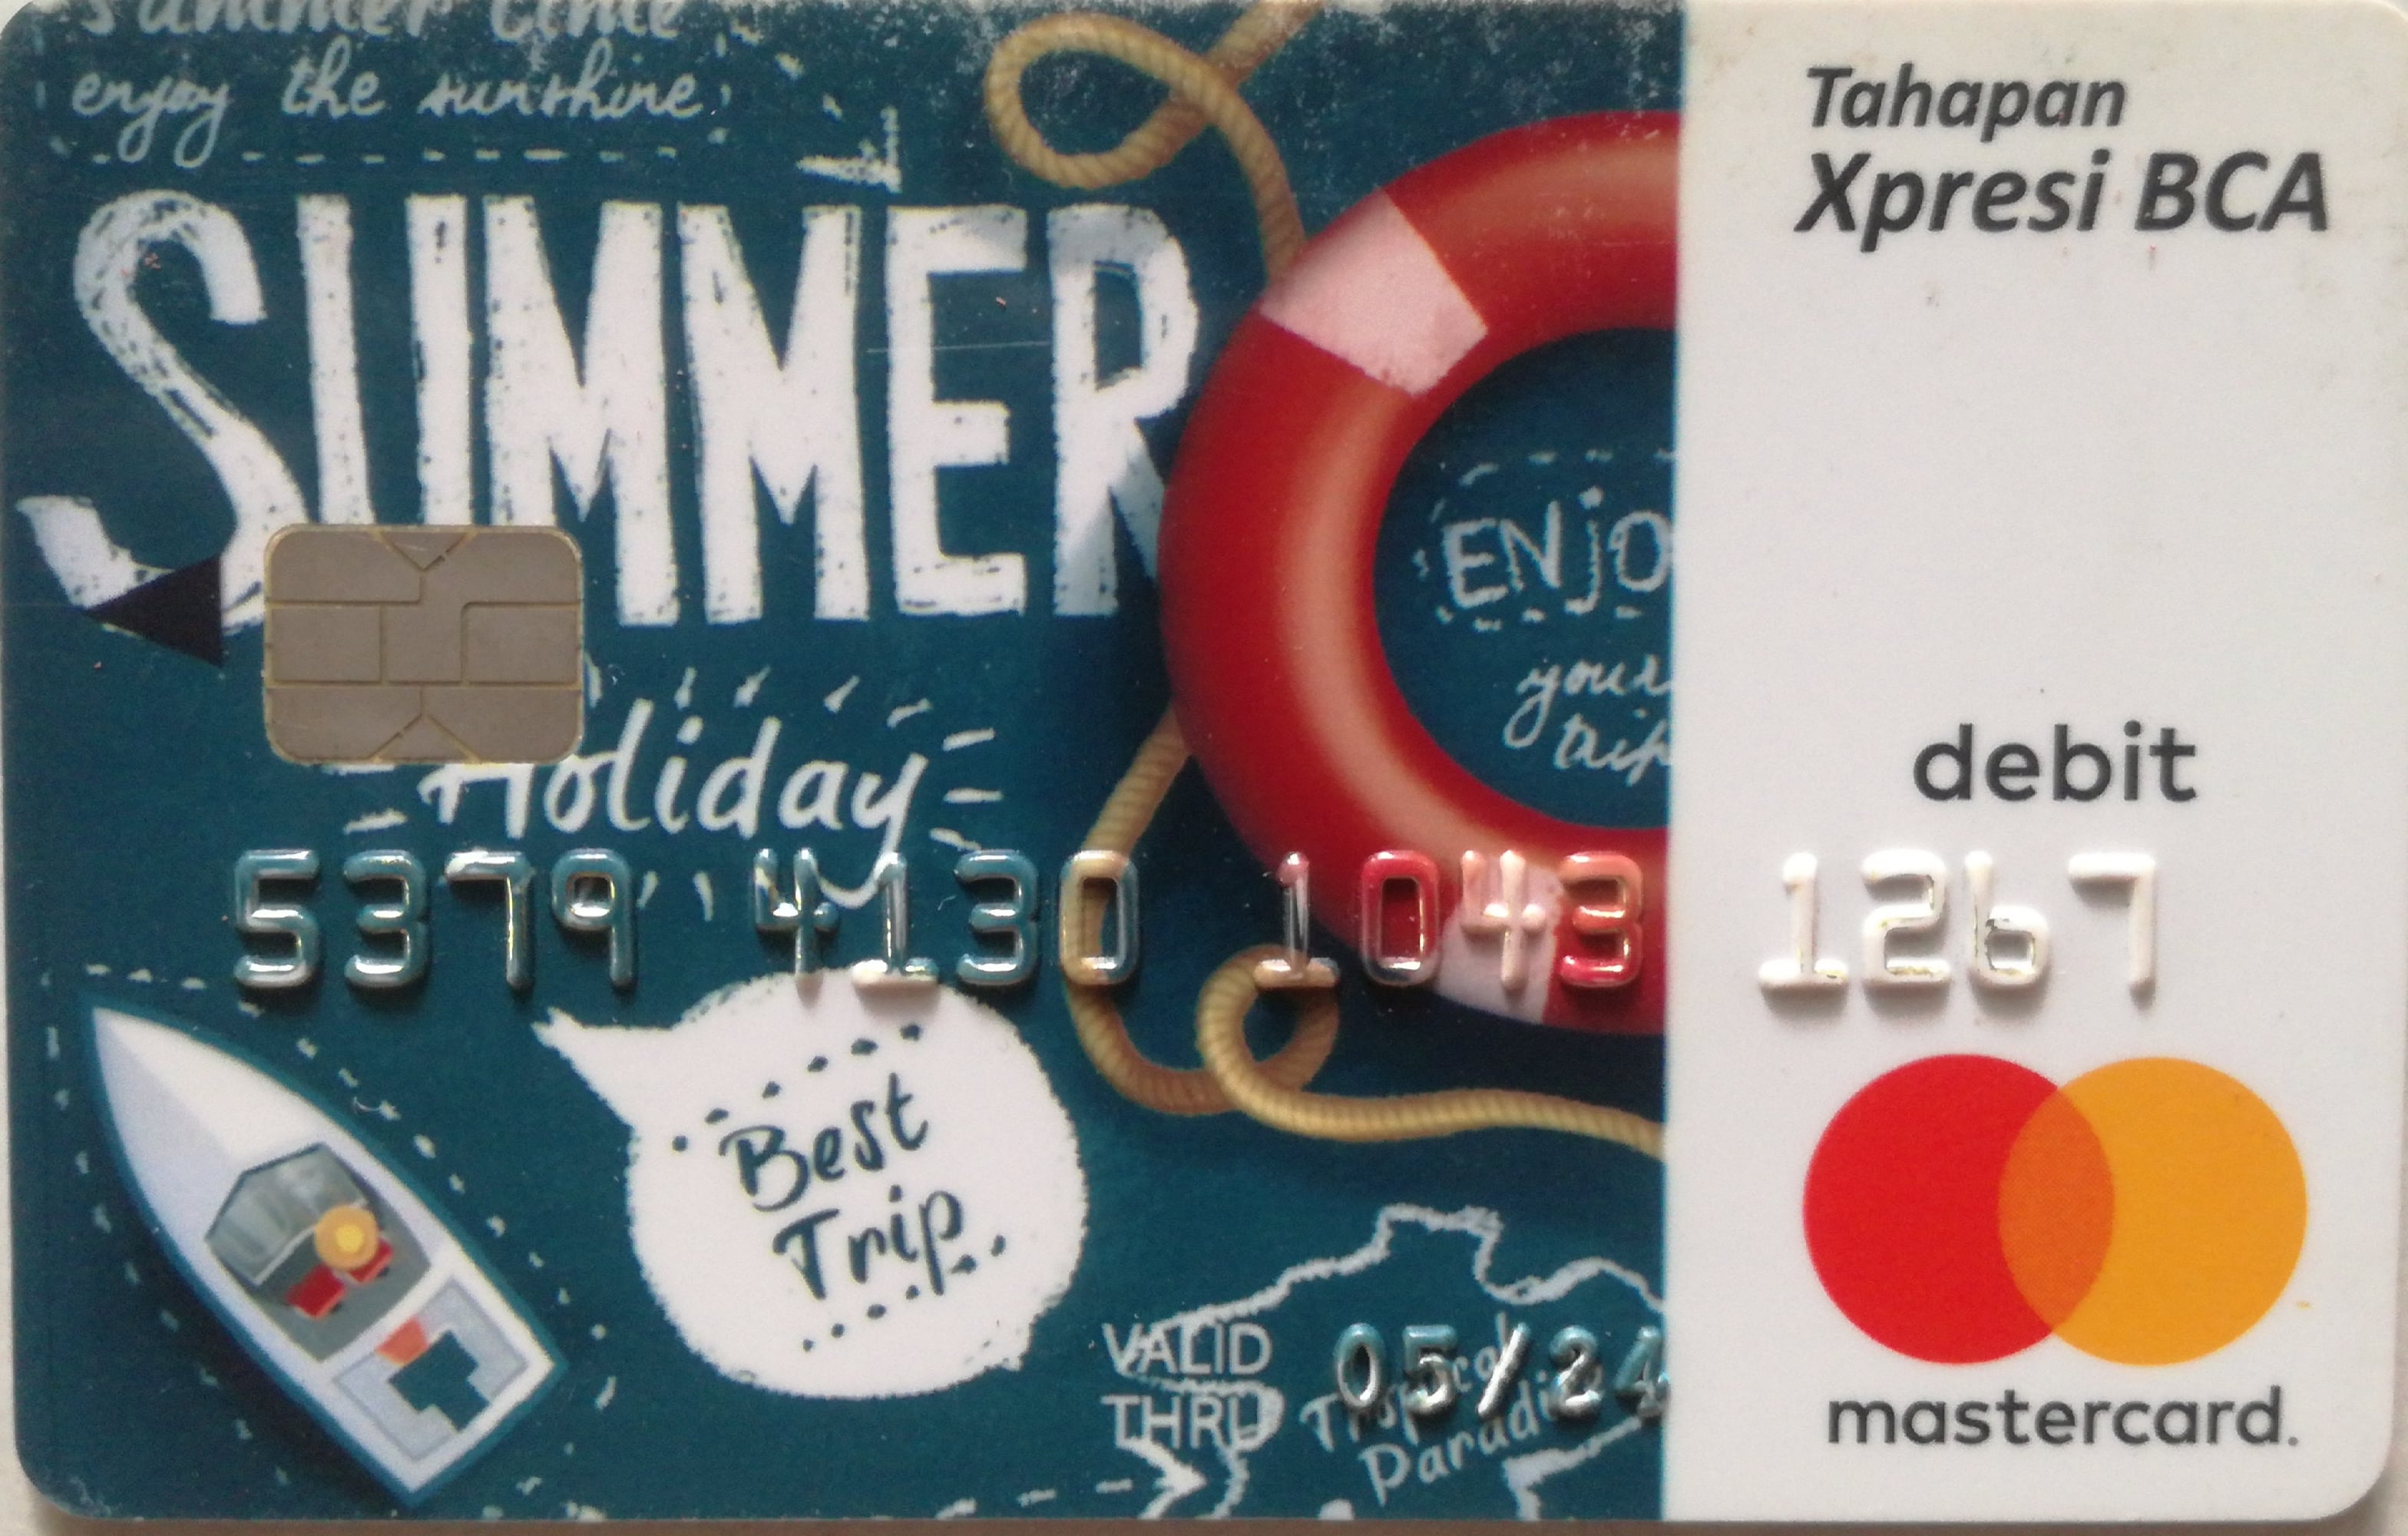 summer time
enjoy the sunshine
Tahapan
Xpresi BCA
SUMMER
ENjO
your
trip
Holiday
debit
5379 4130 1043 1267
Best
Trip
VALID
THRU
05/24
Tropical
Paradi
mastercard.